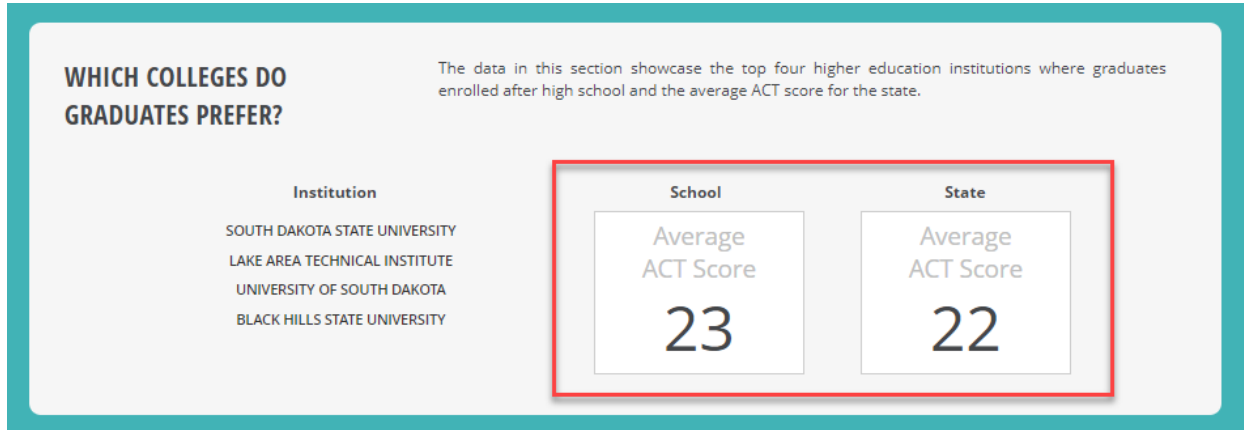 WHICH COLLEGES DO
GRADUATES PREFER?
The data in this section showcase the top four higher education institutions where graduates
enrolled after high school and the average ACT score for the state.
Institution
SOUTH DAKOTA STATE UNIVERSITY
LAKE AREA TECHNICAL INSTITUTE
UNIVERSITY OF SOUTH DAKOTA
BLACK HILLS STATE UNIVERSITY
School
Average
ACT Score
23
State
Average
ACT Score
22